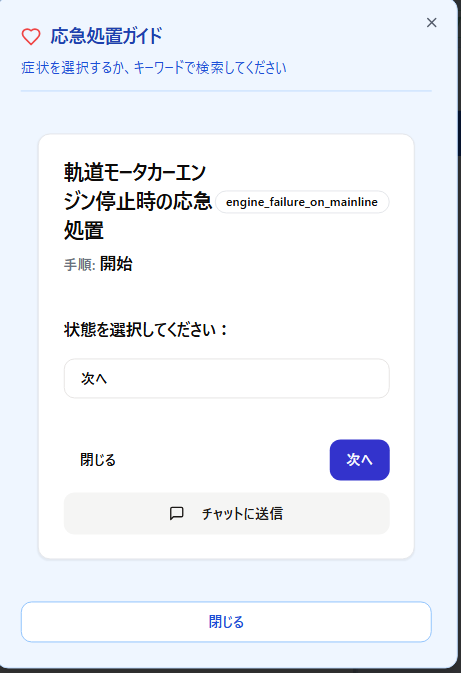 応急処置ガイド
症状を選択するか、キーワードで検索してください
軌道モータカーエン
ジン停止時の応急
処置
engine_failure_on_mainline
手順: 開始
状態を選択してください：
次へ
閉じる
次へ
チャットに送信
閉じる